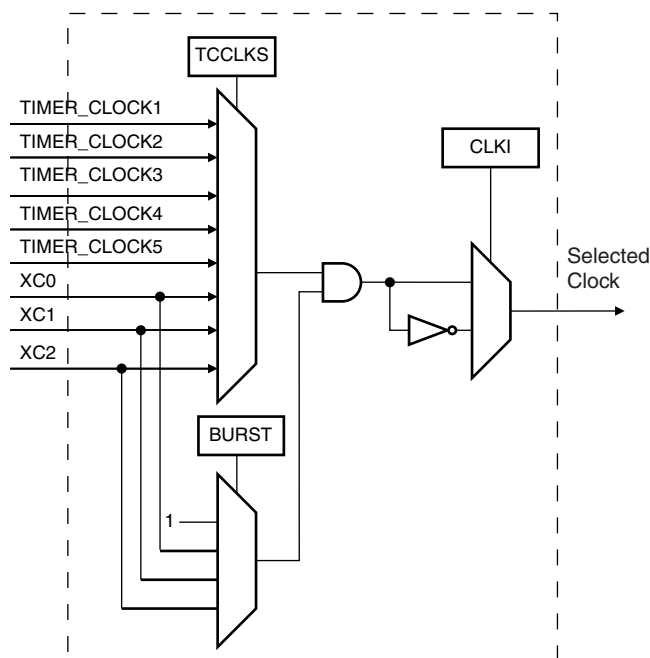 TCCLKS
TIMER_CLOCK1
TIMER_CLOCK2
TIMER_CLOCK3
TIMER_CLOCK4
TIMER_CLOCK5
XC0
XC1
XC2
CLKI
Selected
Clock
BURST
1